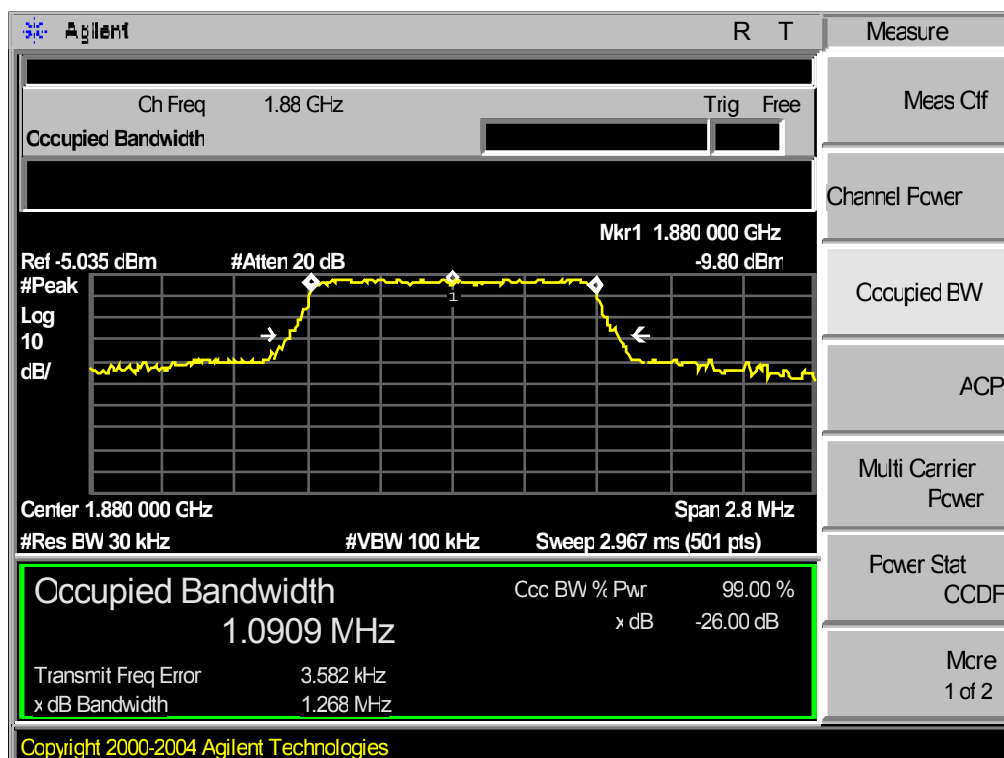 Agilent R T Measure
Ch Freq 1.88 GHz Trig Free
Occupied Bandwidth
Meas Off
Channel Power
Occupied BW
ACP
Multi Carrier
Power
Power Stat
CCDF
More
1 of 2
Mkr1 1.880 000 GHz
Ref -5.035 dBm #Atten 20 dB -9.80 dBm
#Peak
Log
10
dB/
1
Center 1.880 000 GHz Span 2.8 MHz
#Res BW 30 kHz #VBW 100 kHz Sweep 2.967 ms (501 pts)
Occupied Bandwidth
1.0909 MHz
Occ BW % Pwr 99.00 %
x dB -26.00 dB
Transmit Freq Error 3.582 kHz
x dB Bandwidth 1.268 MHz
Copyright 2000-2004 Agilent Technologies